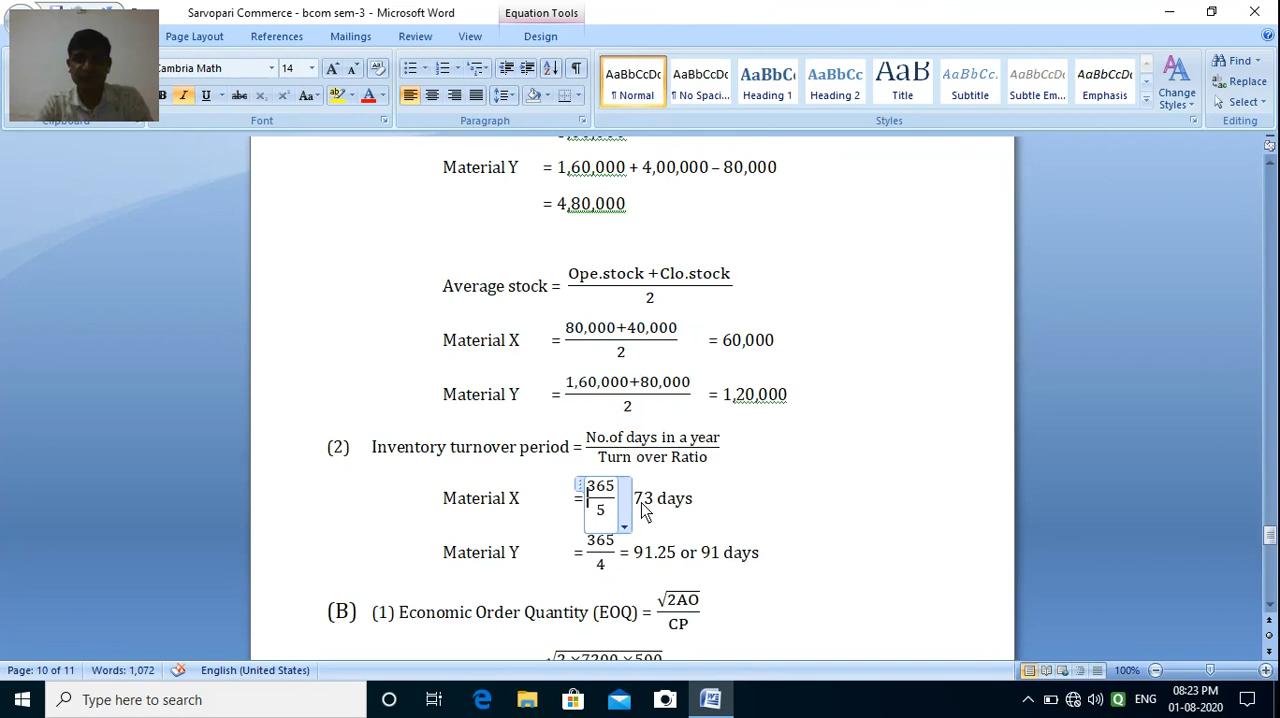 Sarvopari Commerce - bcom sem-3 - Microsoft Word
Equation Tools
Page Layout References Mailings Review View Design
Cambria Math 14
Font
Paragraph
AaBbCcDc AaBbCcDc AaBbCc AaBbCc AaB AaBbCc. AaBbCcDc AaBbCcDc
¶ Normal ¶ No Spaci... Heading 1 Heading 2 Title Subtitle Subtle Em... Emphasis
Change Styles
Styles
Find
Replace
Select
Editing
Material Y = 1,60,000 + 4,00,000 – 80,000
= 4,80,000
Average stock = Ope.stock +Clo.stock
2
Material X = 80,000+40,000 = 60,000
2
Material Y = 1,60,000+80,000 = 1,20,000
2
(2) Inventory turnover period = No.of days in a year
Turn over Ratio
Material X = 365 73 days
5
Material Y = 365 = 91.25 or 91 days
4
(B) (1) Economic Order Quantity (EOQ) = √2AO
CP
√2 ×7200 ×500
Page: 10 of 11 Words: 1,072 English (United States) 100%
Type here to search
ENG
08:23 PM
01-08-2020